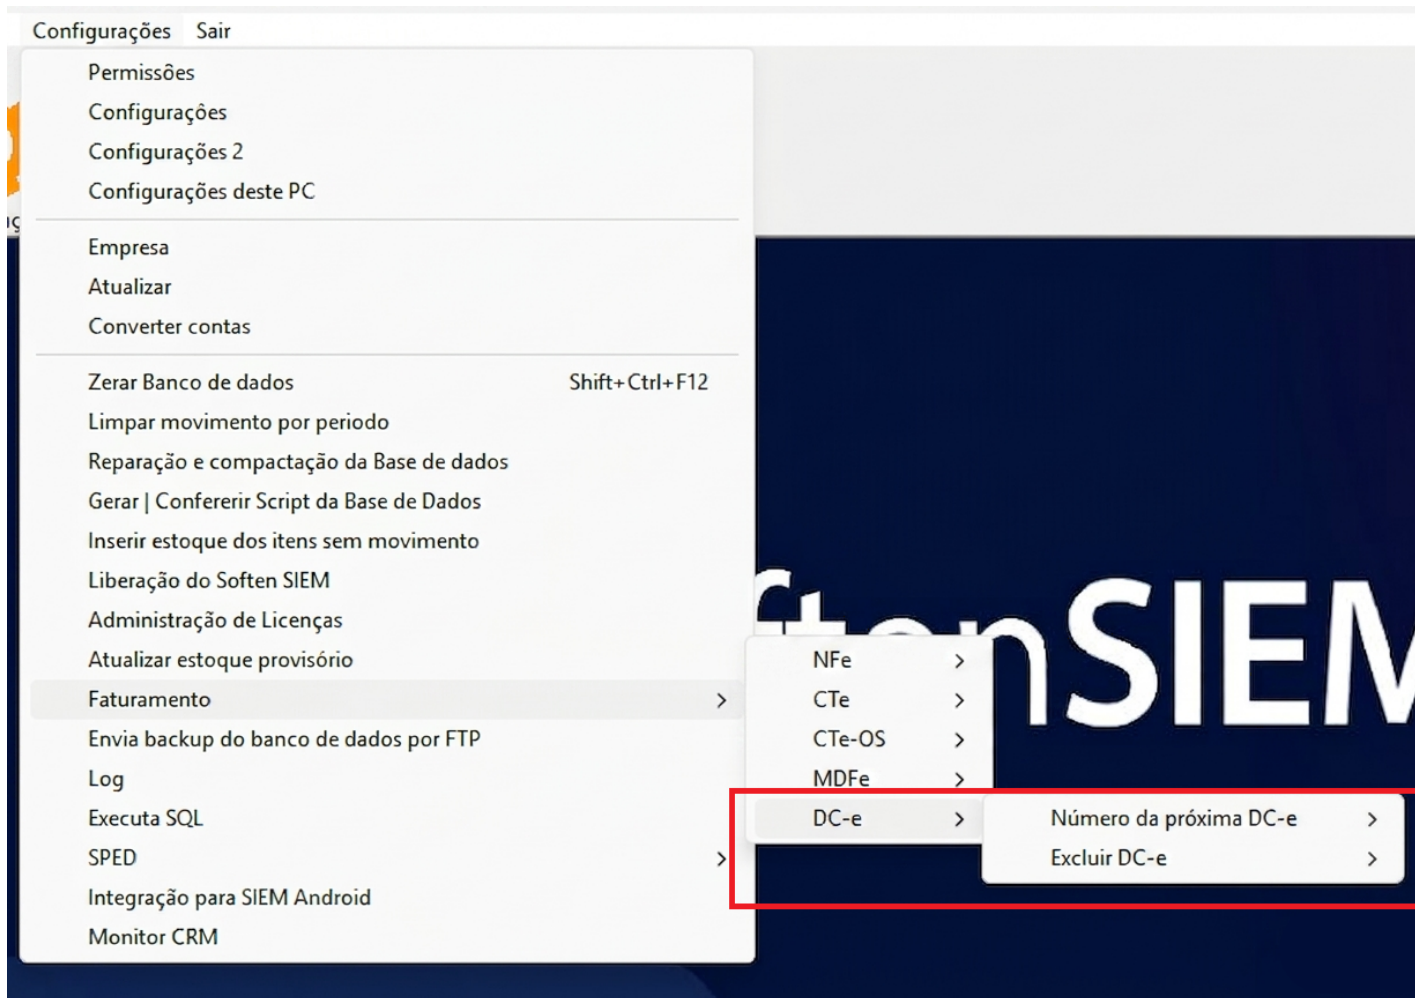 Configurações Sair
Permissões
Configurações
Configurações 2
Configurações deste PC
Empresa
Atualizar
Converter contas
Zerar Banco de dados Shift+Ctrl+F12
Limpar movimento por periodo
Reparação e compactação da Base de dados
Gerar | Confererir Script da Base de Dados
Inserir estoque dos itens sem movimento
Liberação do Soften SIEM
Administração de Licenças
Atualizar estoque provisório
Faturamento
Envia backup do banco de dados por FTP
Log
Executa SQL
SPED
Integração para SIEM Android
Monitor CRM
NFe
CTe
CTe-OS
MDFe
DC-e
Número da próxima DC-e
Excluir DC-e
ftenSIEM